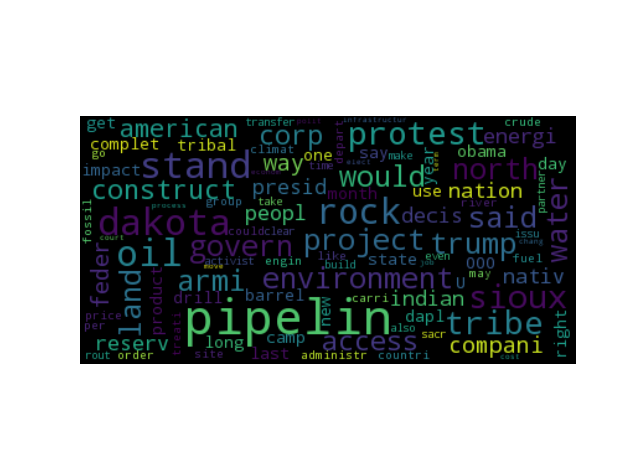 get american transfer email infrastructur crude
complet tribal corp protest energi
go climat one say make year term obama day
impact stand way would north
construct presid month use nation partner
fossil group take peopl rock decis river said water
dakota couldclear
court govern project trump issu chang
oil activist like state 000 even fuel
move engin build job may
feder land product armi environment U nativ
drill barrel new carri indian sioux
price per treati pipelin also dapl tribe right
reserv long camp access sacr compani
rout order site last administr countri cost
process time depart